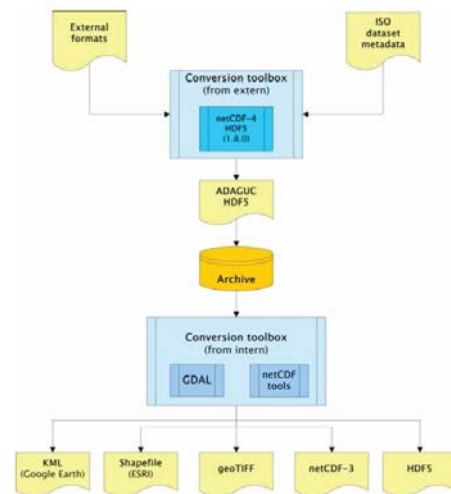 External
formats
ISO
dataset
metadata
Conversion toolbox
(from extern)
netCDF-4
HDF5
(1.8.0)
ADAGUC
HDF5
Archive
Conversion toolbox
(from intern)
GDAL
netCDF
tools
KML
(Google Earth)
Shapefile
(ESRI)
geoTIFF
netCDF-3
HDF5